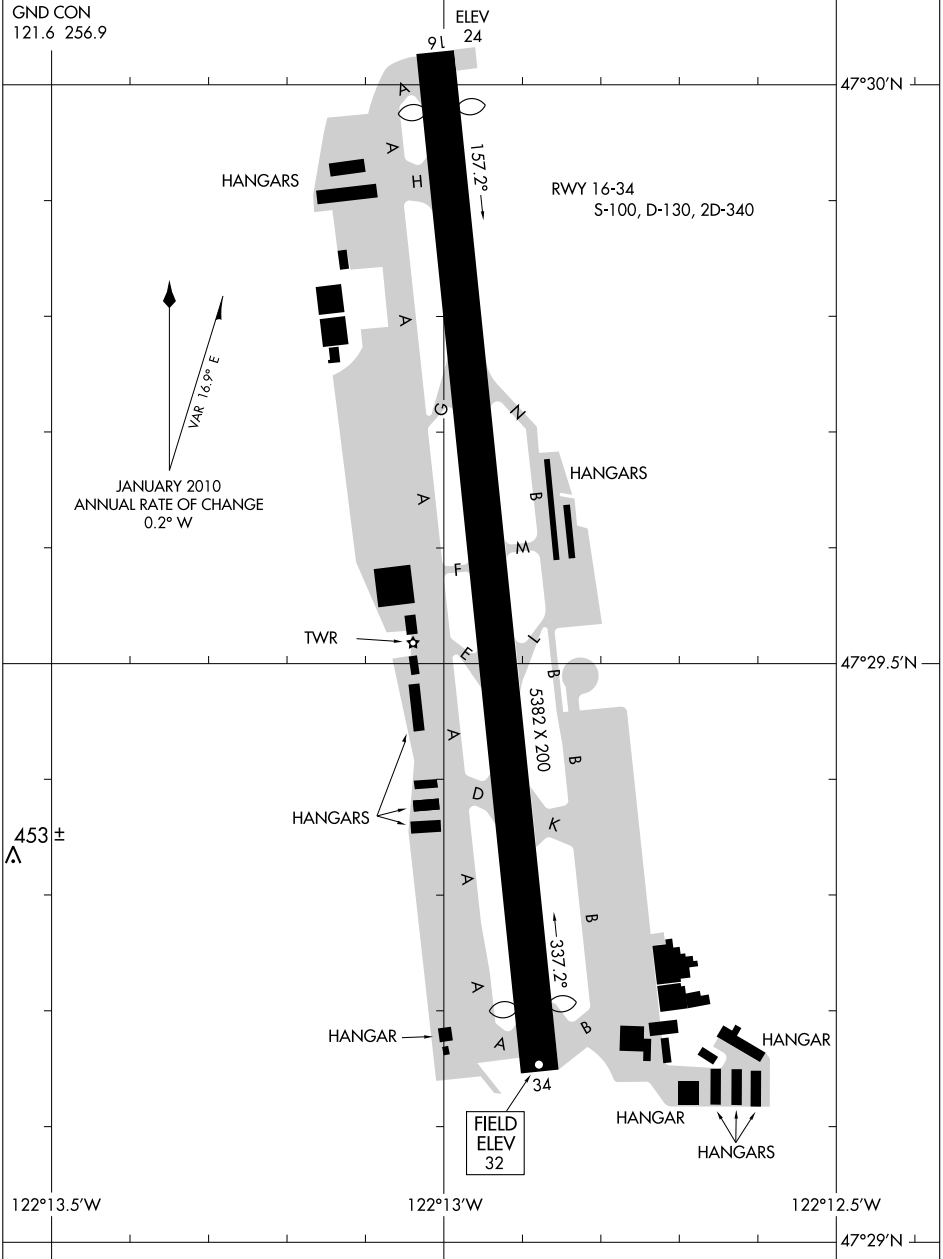 GND CON
121.6 256.9
ELEV
24
16
47°30'N
A
A
H
157.2°
HANGARS
RWY 16-34
S-100, D-130, 2D-340
A
VAR 16.9° E
G
N
HANGARS
JANUARY 2010
ANNUAL RATE OF CHANGE
0.2° W
A
B
M
F
TWR
E
L
47°29.5'N
B
5382 X 200
A
B
D
K
HANGARS
453 ±
A
B
337.2°
A
B
A
HANGAR
HANGAR
34
FIELD
ELEV
32
HANGAR
HANGARS
122°13.5'W
122°13'W
122°12.5'W
47°29'N